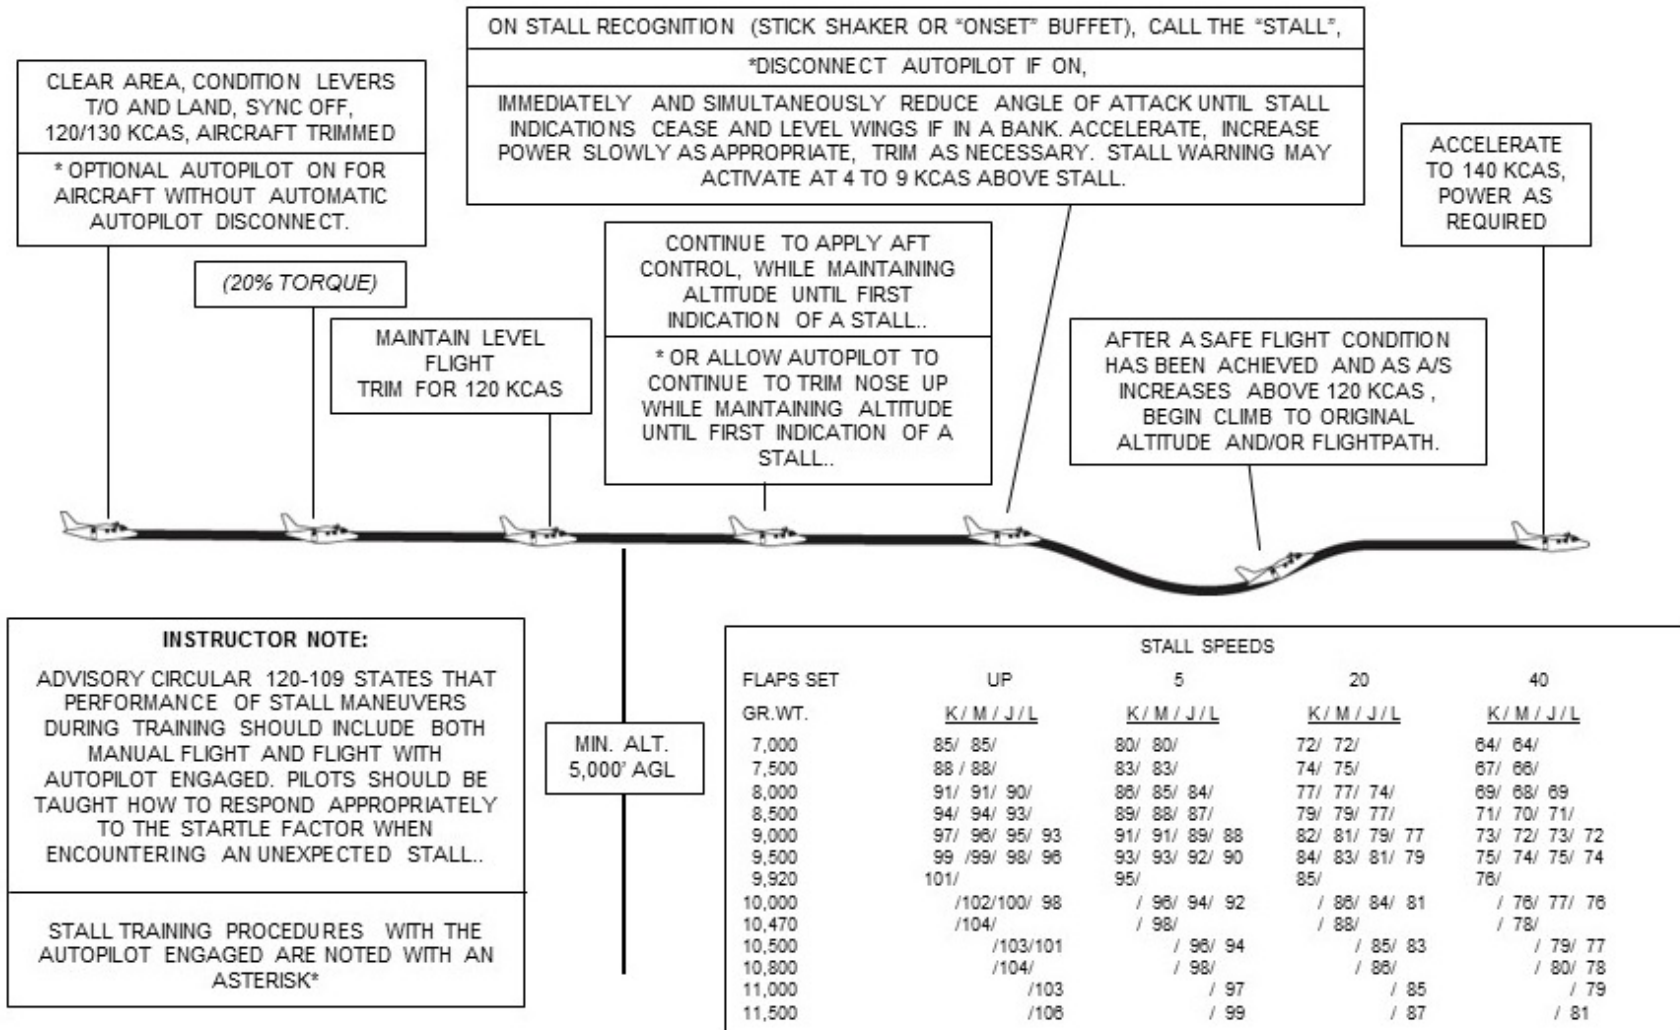 ON STALL RECOGNITION (STICK SHAKER OR "ONSET" BUFFET), CALL THE "STALL",
*DISCONNECT AUTOPILOT IF ON,
IMMEDIATELY AND SIMULTANEOUSLY REDUCE ANGLE OF ATTACK UNTIL STALL
INDICATIONS CEASE AND LEVEL WINGS IF IN A BANK. ACCELERATE, INCREASE
POWER SLOWLY AS APPROPRIATE, TRIM AS NECESSARY. STALL WARNING MAY
ACTIVATE AT 4 TO 9 KCAS ABOVE STALL.
CLEAR AREA, CONDITION LEVERS
T/O AND LAND, SYNC OFF,
120/130 KCAS, AIRCRAFT TRIMMED
* OPTIONAL AUTOPILOT ON FOR
AIRCRAFT WITHOUT AUTOMATIC
AUTOPILOT DISCONNECT.
(20% TORQUE)
MAINTAIN LEVEL
FLIGHT
TRIM FOR 120 KCAS
CONTINUE TO APPLY AFT
CONTROL, WHILE MAINTAINING
ALTITUDE UNTIL FIRST
INDICATION OF A STALL..
* OR ALLOW AUTOPILOT TO
CONTINUE TO TRIM NOSE UP
WHILE MAINTAINING ALTITUDE
UNTIL FIRST INDICATION OF A
STALL..
AFTER A SAFE FLIGHT CONDITION
HAS BEEN ACHIEVED AND AS A/S
INCREASES ABOVE 120 KCAS ,
BEGIN CLIMB TO ORIGINAL
ALTITUDE AND/OR FLIGHTPATH.
ACCELERATE
TO 140 KCAS,
POWER AS
REQUIRED
MIN. ALT.
5,000' AGL
INSTRUCTOR NOTE:
ADVISORY CIRCULAR 120-109 STATES THAT
PERFORMANCE OF STALL MANEUVERS
DURING TRAINING SHOULD INCLUDE BOTH
MANUAL FLIGHT AND FLIGHT WITH
AUTOPILOT ENGAGED. PILOTS SHOULD BE
TAUGHT HOW TO RESPOND APPROPRIATELY
TO THE STARTLE FACTOR WHEN
ENCOUNTERING AN UNEXPECTED STALL..
STALL TRAINING PROCEDURES WITH THE
AUTOPILOT ENGAGED ARE NOTED WITH AN
ASTERISK*
STALL SPEEDS
FLAPS SET UP 5 20 40
GR.WT. K / M / J / L K / M / J / L K / M / J / L K / M / J / L
7,000 85/ 85/ 80/ 80/ 72/ 72/ 64/ 64/
7,500 88 / 88/ 83/ 83/ 74/ 75/ 67/ 66/
8,000 91/ 91/ 90/ 86/ 85/ 84/ 77/ 77/ 74/ 69/ 68/ 69
8,500 94/ 94/ 93/ 89/ 88/ 87/ 79/ 79/ 77/ 71/ 70/ 71/
9,000 97/ 96/ 95/ 93 91/ 91/ 89/ 88 82/ 81/ 79/ 77 73/ 72/ 73/ 72
9,500 99 /99/ 98/ 96 93/ 93/ 92/ 90 84/ 83/ 81/ 79 75/ 74/ 75/ 74
9,920 101/ 95/ 85/ 76/
10,000 /102/100/ 98 / 96/ 94/ 92 / 86/ 84/ 81 / 76/ 77/ 76
10,470 /104/ / 98/ / 88/ / 78/
10,500 /103/101 / 96/ 94 / 85/ 83 / 79/ 77
10,800 /104/ / 98/ / 86/ / 80/ 78
11,000 /103 / 97 / 85 / 79
11,500 /106 / 99 / 87 / 81